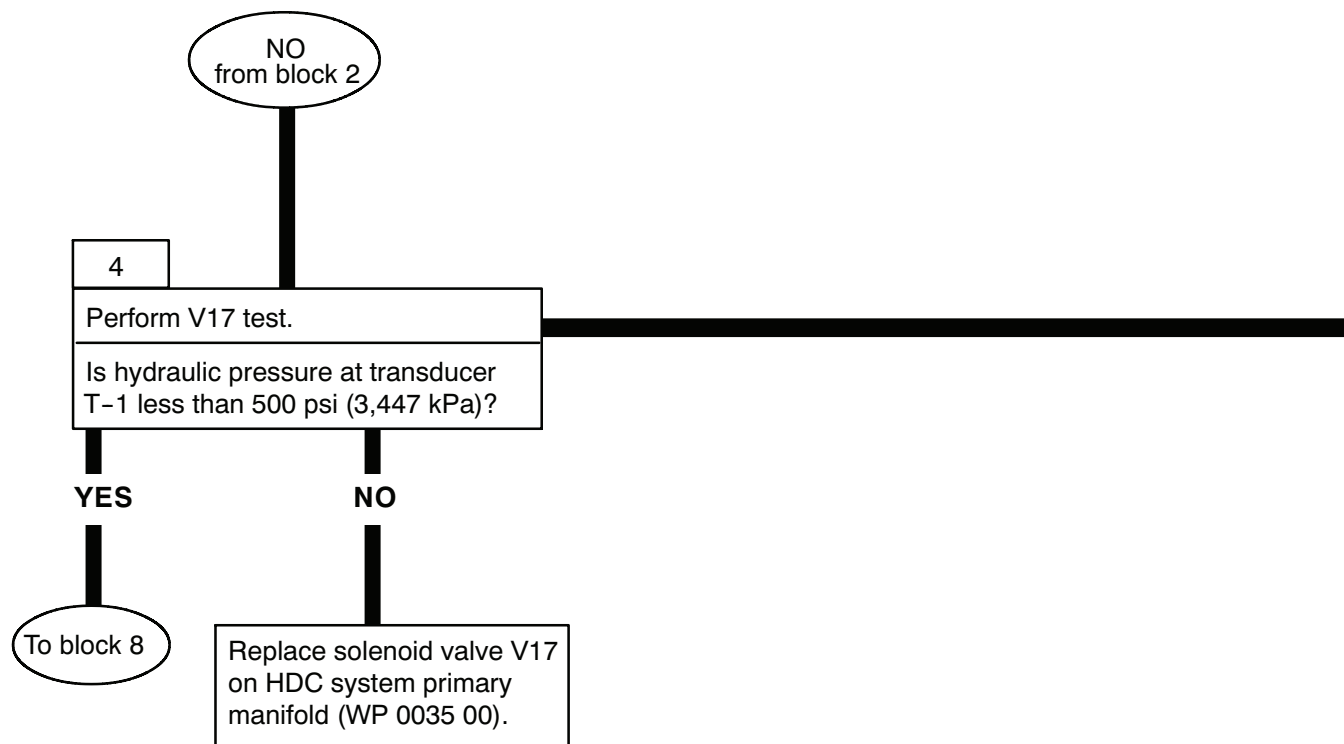 NO
from block 2
4
Perform V17 test.
Is hydraulic pressure at transducer
T-1 less than 500 psi (3,447 kPa)?
YES
NO
To block 8
Replace solenoid valve V17
on HDC system primary
manifold (WP 0035 00).